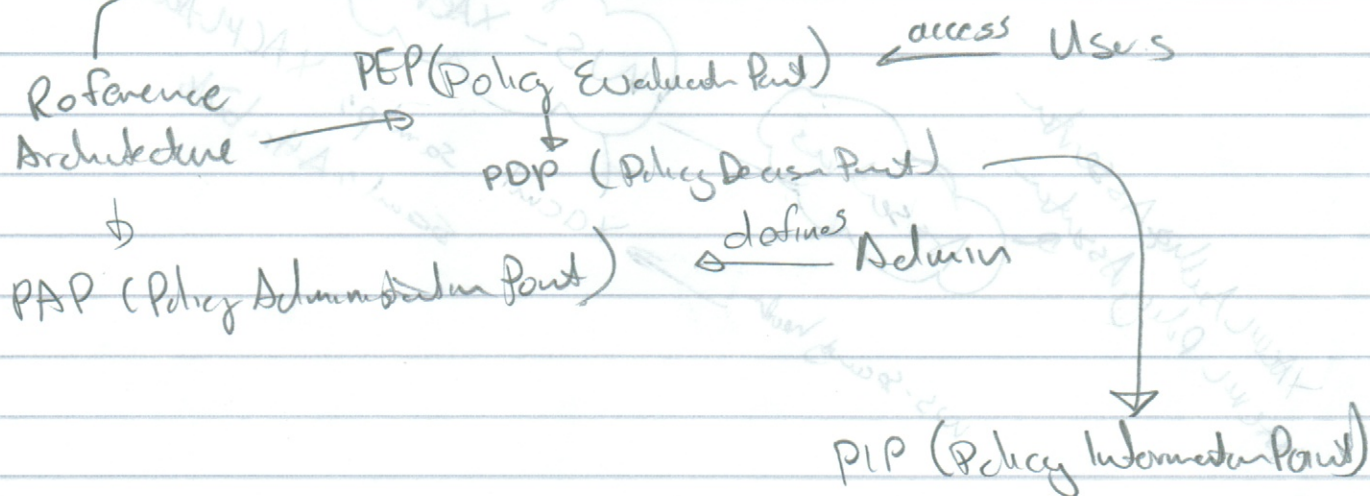 access Users
PEP (Policy Evaluation Point)
Reference
Architecture
PDP (Policy Decision Point)
defines Admin
PAP (Policy Administration Point)
PIP (Policy Information Point)